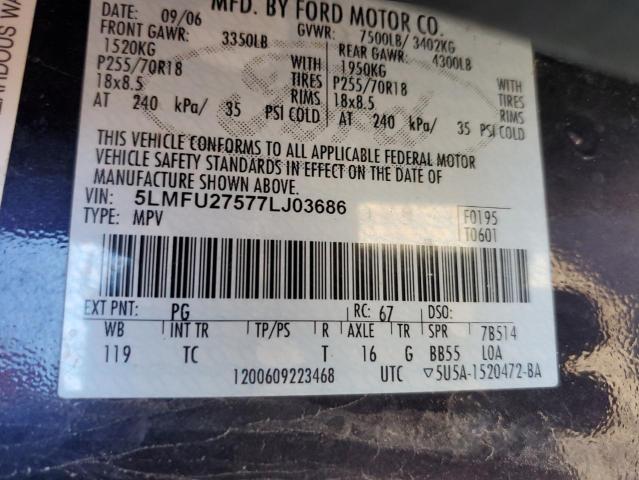 DATE: 09/06 MFD. BY FORD MOTOR CO.
FRONT GAWR: 3350LB GVWR: 7500LB/ 3402KG
1520KG REAR GAWR: 4300LB
P255/70R18 WITH 1950KG
18x8.5 TIRES P255/70R18 WITH
RIMS 18x8.5 TIRES
AT 240 kPa/ 35 PSI COLD RIMS
AT 240 kPa/ 35 PSI COLD
THIS VEHICLE CONFORMS TO ALL APPLICABLE FEDERAL MOTOR
VEHICLE SAFETY STANDARDS IN EFFECT ON THE DATE OF
MANUFACTURE SHOWN ABOVE.
VIN: 5LMFU27577LJ03686
TYPE: MPV F0195
T0601
EXT PNT: PG RC: 67 DSO:
WB INT TR TP/PS R AXLE TR SPR 7B514
119 TC T 16 G BB55 LOA
1200609223468 UTC ▽5U5A-1520472-BA